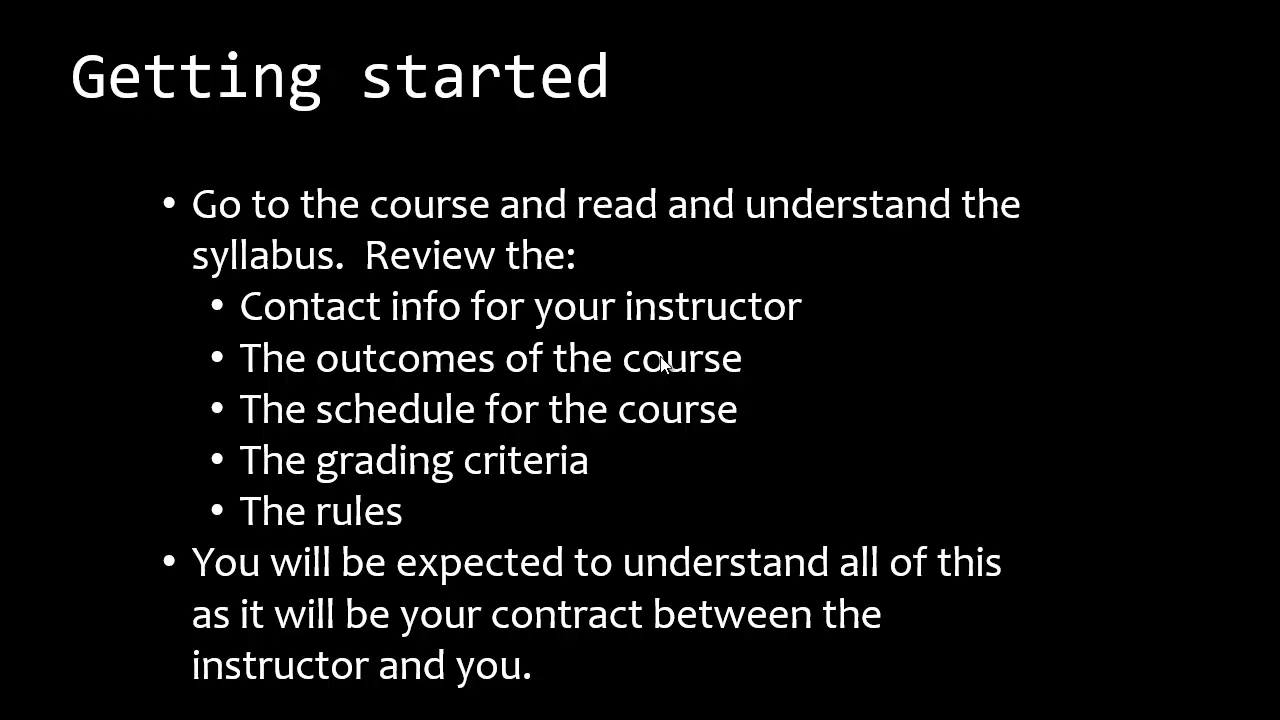 Getting started
• Go to the course and read and understand the
syllabus.  Review the:
• Contact info for your instructor
• The outcomes of the course
• The schedule for the course
• The grading criteria
• The rules
• You will be expected to understand all of this
as it will be your contract between the
instructor and you.